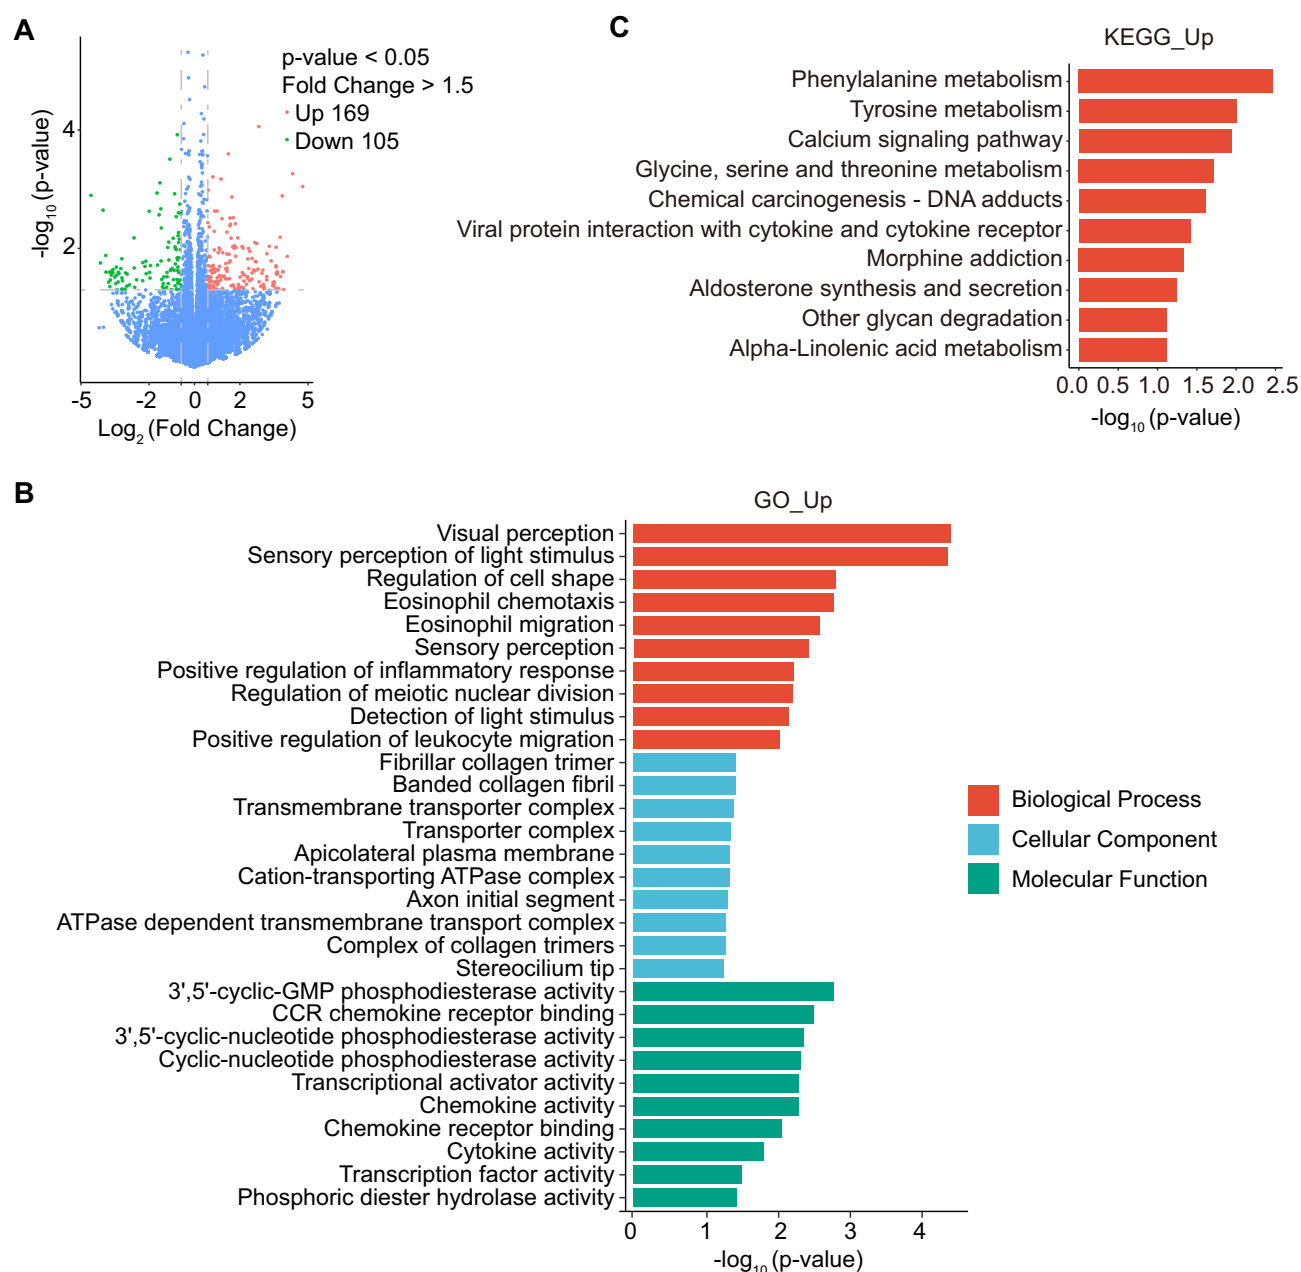 A
p-value < 0.05
Fold Change > 1.5
Up 169
Down 105
-log10 (p-value)
4
2
-5 -2 0 2 5
Log2 (Fold Change)
C
KEGG_Up
Phenylalanine metabolism
Tyrosine metabolism
Calcium signaling pathway
Glycine, serine and threonine metabolism
Chemical carcinogenesis - DNA adducts
Viral protein interaction with cytokine and cytokine receptor
Morphine addiction
Aldosterone synthesis and secretion
Other glycan degradation
Alpha-Linolenic acid metabolism
0.0 0.5 1.0 1.5 2.0 2.5
-log10 (p-value)
B
GO_Up
Visual perception
Sensory perception of light stimulus
Regulation of cell shape
Eosinophil chemotaxis
Eosinophil migration
Sensory perception
Positive regulation of inflammatory response
Regulation of meiotic nuclear division
Detection of light stimulus
Positive regulation of leukocyte migration
Fibrillar collagen trimer
Banded collagen fibril
Transmembrane transporter complex
Transporter complex
Apicolateral plasma membrane
Cation-transporting ATPase complex
Axon initial segment
ATPase dependent transmembrane transport complex
Complex of collagen trimers
Stereocilium tip
3',5'-cyclic-GMP phosphodiesterase activity
CCR chemokine receptor binding
3',5'-cyclic-nucleotide phosphodiesterase activity
Cyclic-nucleotide phosphodiesterase activity
Transcriptional activator activity
Chemokine activity
Chemokine receptor binding
Cytokine activity
Transcription factor activity
Phosphoric diester hydrolase activity
0 1 2 3 4
-log10 (p-value)
Biological Process
Cellular Component
Molecular Function